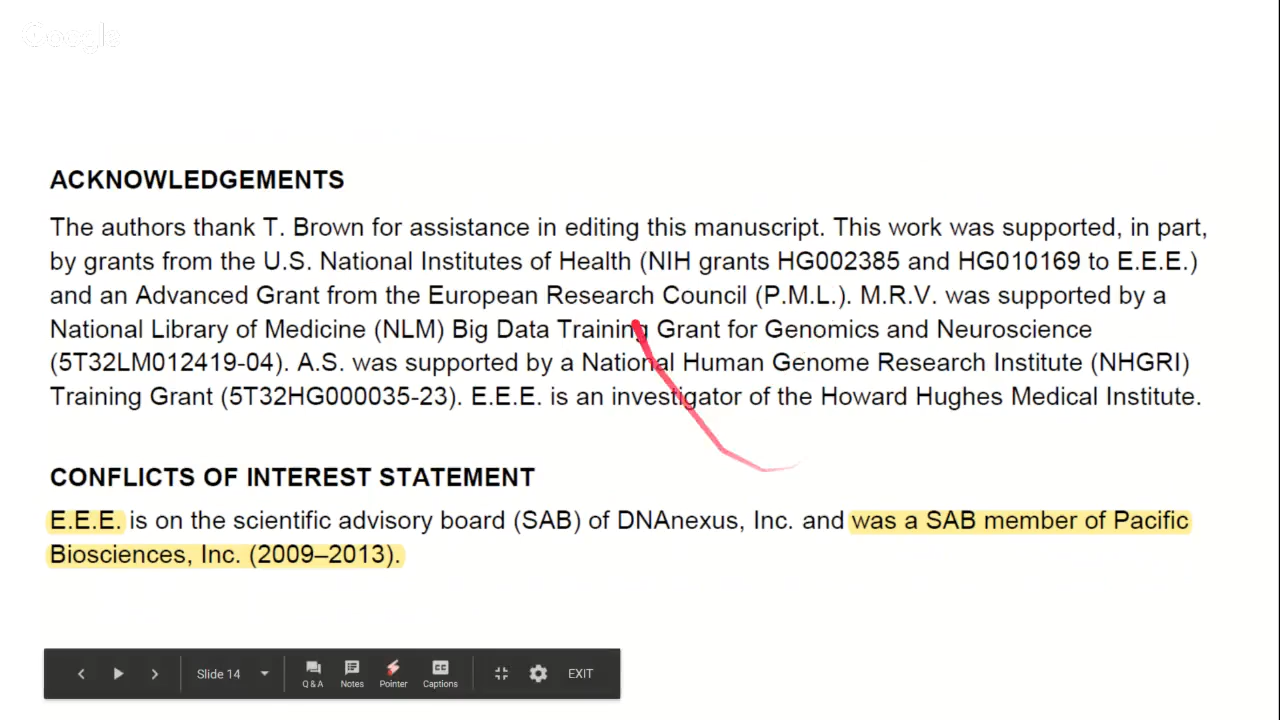 Google
ACKNOWLEDGEMENTS
The authors thank T. Brown for assistance in editing this manuscript. This work was supported, in part,
by grants from the U.S. National Institutes of Health (NIH grants HG002385 and HG010169 to E.E.E.)
and an Advanced Grant from the European Research Council (P.M.L.). M.R.V. was supported by a
National Library of Medicine (NLM) Big Data Training Grant for Genomics and Neuroscience
(5T32LM012419-04). A.S. was supported by a National Human Genome Research Institute (NHGRI)
Training Grant (5T32HG000035-23). E.E.E. is an investigator of the Howard Hughes Medical Institute.
CONFLICTS OF INTEREST STATEMENT
E.E.E. is on the scientific advisory board (SAB) of DNAnexus, Inc. and was a SAB member of Pacific
Biosciences, Inc. (2009–2013).
Slide 14
Q & A Notes Pointer Captions
CC
EXIT